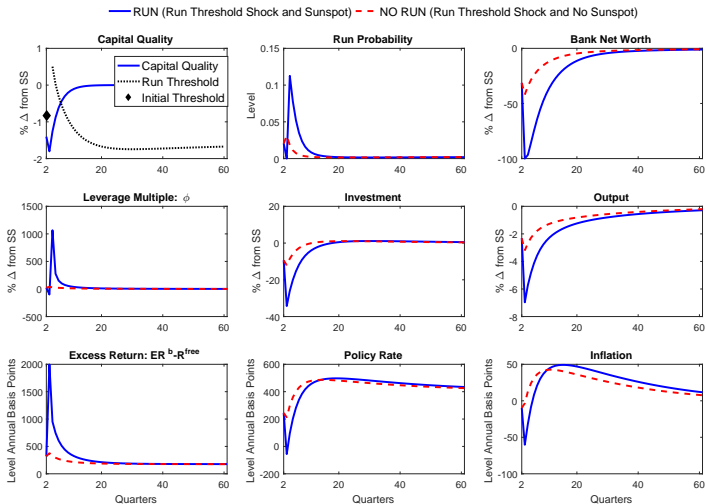 RUN (Run Threshold Shock and Sunspot) NO RUN (Run Threshold Shock and No Sunspot)
Capital Quality
% Δ from SS
1
0
-1
-2
2 20 40 60
Capital Quality
Run Threshold
Initial Threshold
Run Probability
Level
0.15
0.1
0.05
0
2 20 40 60
Bank Net Worth
% Δ from SS
0
-50
-100
2 20 40 60
Leverage Multiple: ϕ
% Δ from SS
1500
1000
500
0
-500
2 20 40 60
Investment
% Δ from SS
20
0
-20
-40
2 20 40 60
Output
% Δ from SS
0
-2
-4
-6
-8
2 20 40 60
Excess Return: ER b-Rfree
Level Annual Basis Points
2000
1500
1000
500
0
2 20 40 60
Quarters
Policy Rate
Level Annual Basis Points
600
400
200
0
-200
2 20 40 60
Quarters
Inflation
Level Annual Basis Points
50
0
-50
-100
2 20 40 60
Quarters